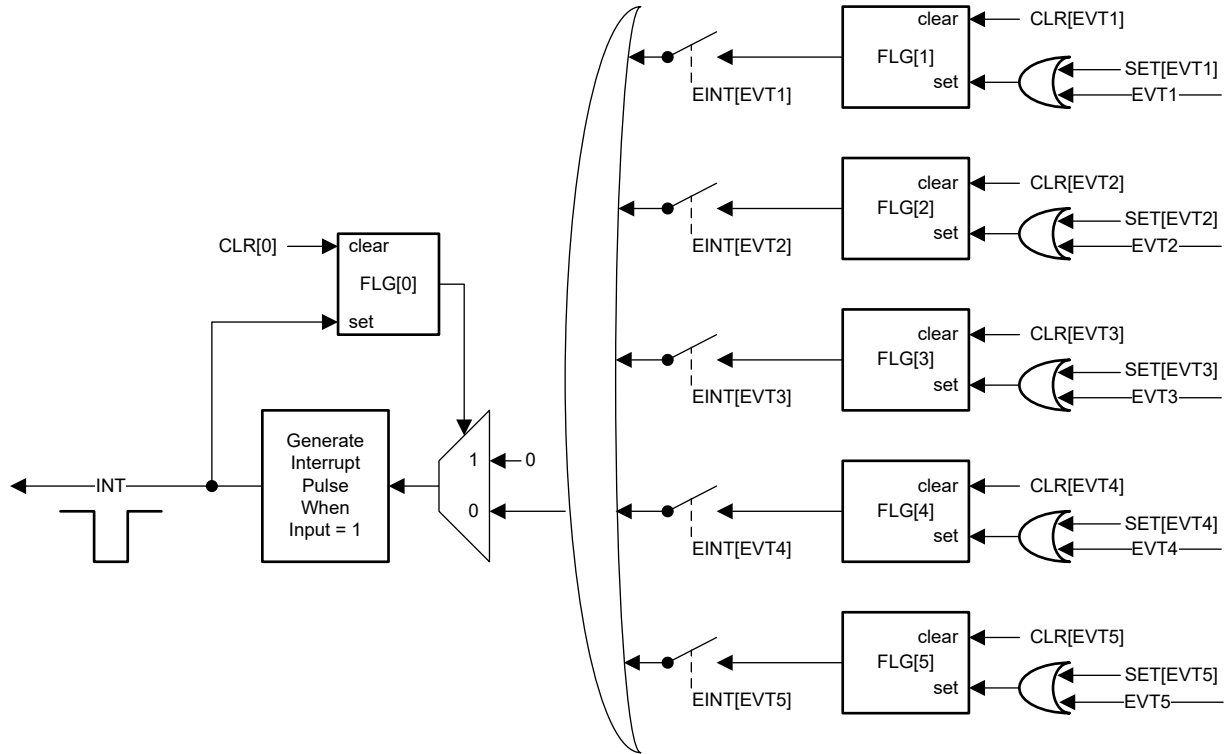 clear
CLR[EVT1]
FLG[1]
SET[EVT1]
set
EVT1
EINT[EVT1]
clear
CLR[EVT2]
FLG[2]
SET[EVT2]
set
EVT2
EINT[EVT2]
CLR[0]
clear
FLG[0]
set
clear
CLR[EVT3]
FLG[3]
SET[EVT3]
set
EVT3
EINT[EVT3]
Generate
Interrupt
Pulse
When
Input = 1
INT
1
0
0
clear
CLR[EVT4]
FLG[4]
SET[EVT4]
set
EVT4
EINT[EVT4]
clear
CLR[EVT5]
FLG[5]
SET[EVT5]
set
EVT5
EINT[EVT5]